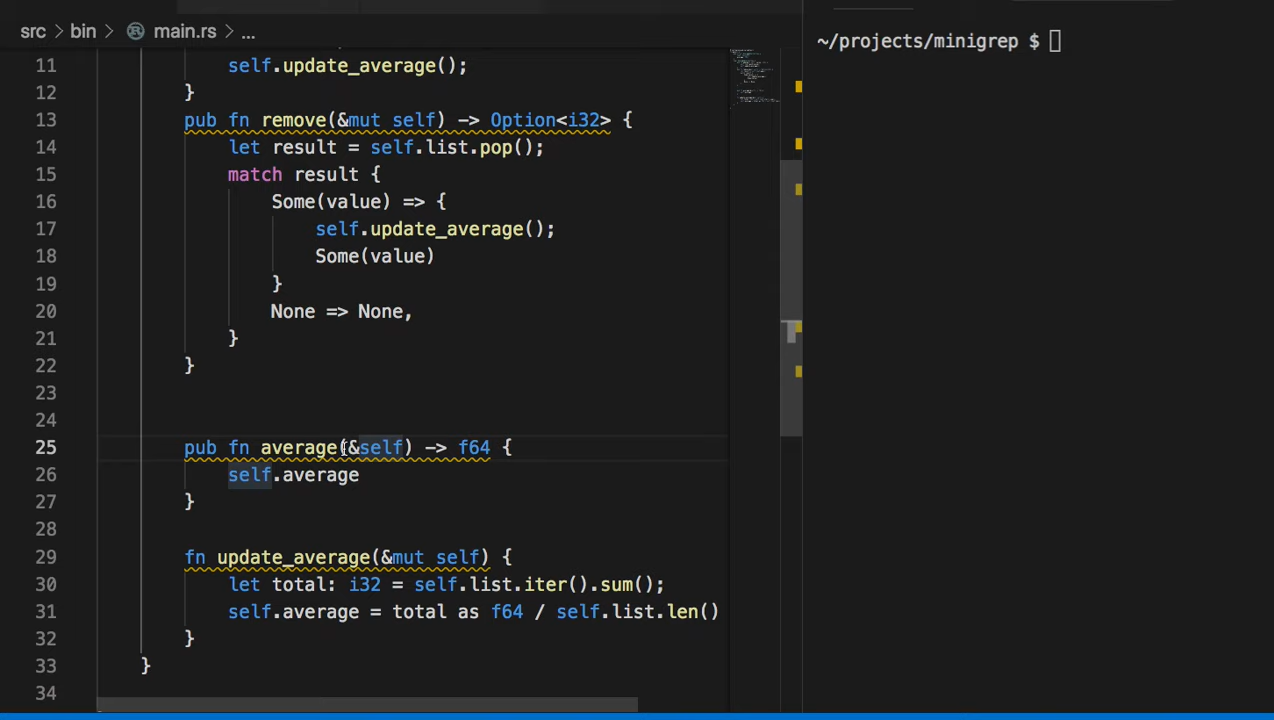 src > bin > main.rs > ...
~/projects/minigrep $
11 self.update_average();
12 }
13 pub fn remove(&mut self) -> Option<i32> {
14 let result = self.list.pop();
15 match result {
16 Some(value) => {
17 self.update_average();
18 Some(value)
19 }
20 None => None,
21 }
22 }
23
24
25 pub fn average(&self) -> f64 {
26 self.average
27 }
28
29 fn update_average(&mut self) {
30 let total: i32 = self.list.iter().sum();
31 self.average = total as f64 / self.list.len()
32 }
33 }
34